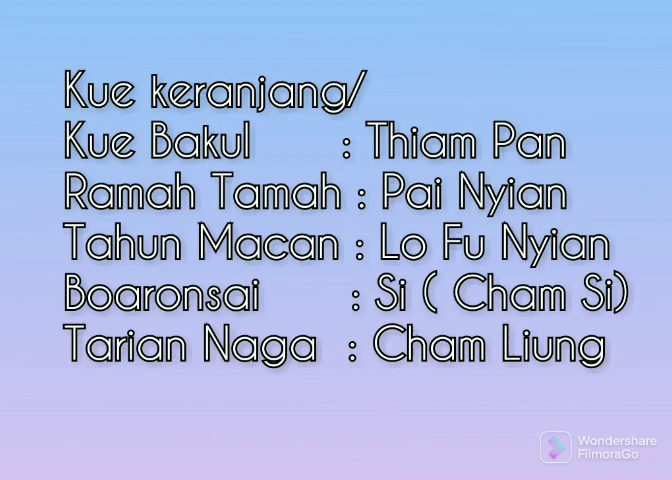 Kue keranjang/
Kue Bakul : Thiam Pan
Ramah Tamah : Pai Nyian
Tahun Macan : Lo Fu Nyian
Boaronsai : Si ( Cham Si)
Tarian Naga : Cham Liung
Wondershare
FilmoraGo